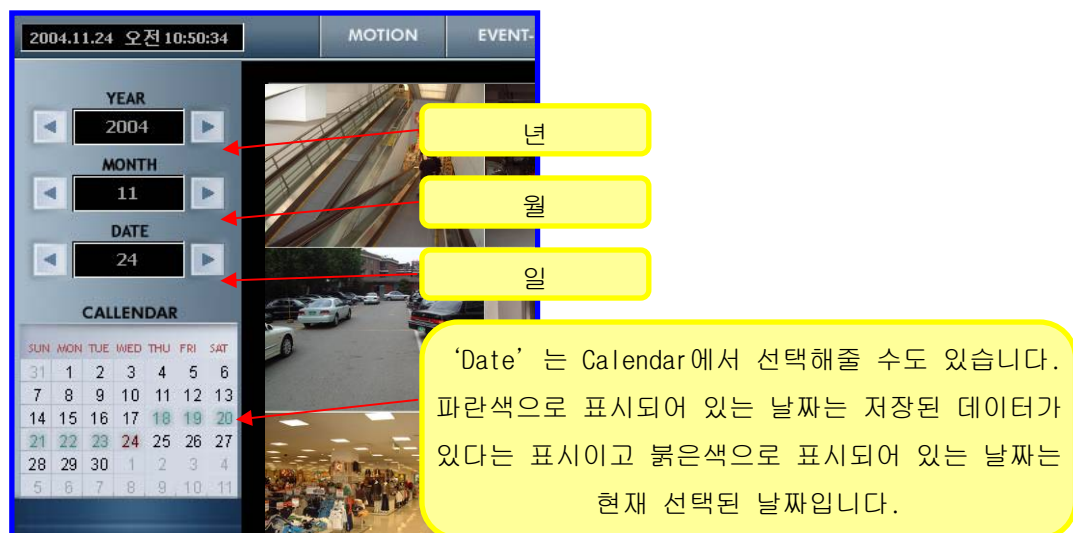 2004.11.24 오전 10:50:34
MOTION
EVENT-
YEAR
2004
년
MONTH
11
월
DATE
24
일
CALLENDAR
SUN MON TUE WED THU FRI SAT
31 1 2 3 4 5 6
7 8 9 10 11 12 13
14 15 16 17 18 19 20
21 22 23 24 25 26 27
28 29 30 1 2 3 4
5 6 7 8 9 10 11
‘Date’는 Calendar에서 선택해줄 수도 있습니다.
파란색으로 표시되어 있는 날짜는 저장된 데이터가
있다는 표시이고 붉은색으로 표시되어 있는 날짜는
현재 선택된 날짜입니다.